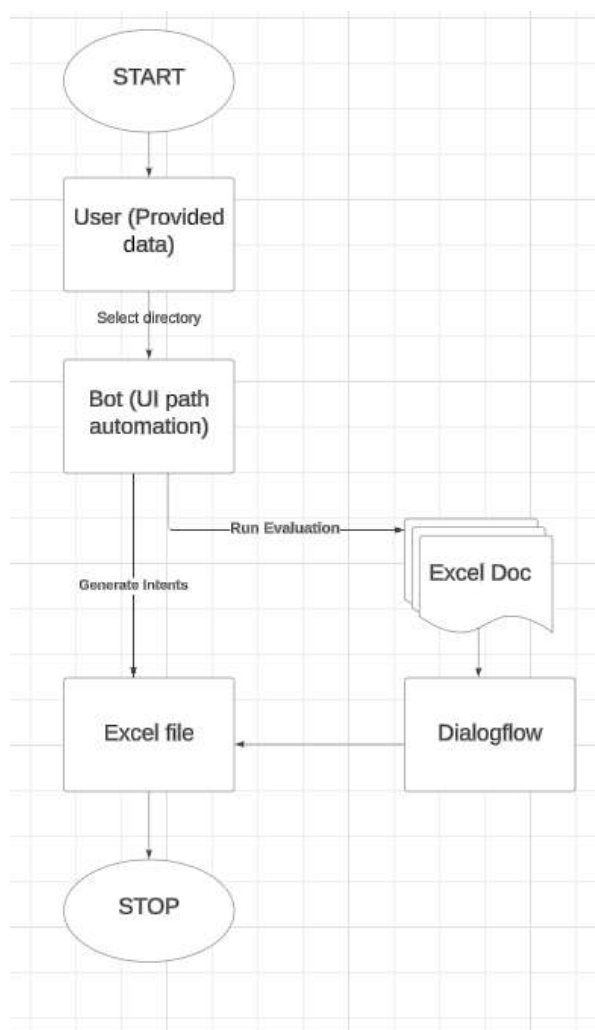 START
User (Provided
data)
Select directory
Bot (UI path
automation)
Run Evaluation
Excel Doc
Generate Intents
Excel file
Dialogflow
STOP